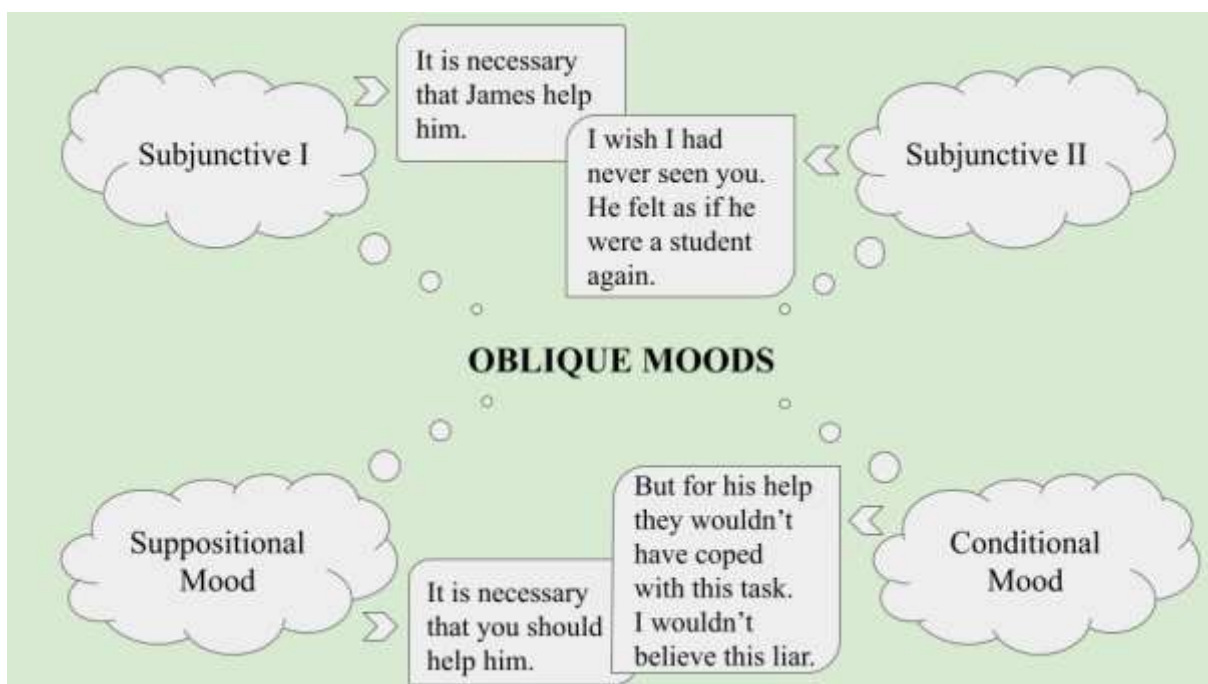 Subjunctive I
It is necessary
that James help
him.
I wish I had
never seen you.
He felt as if he
were a student
again.
Subjunctive II
OBLIQUE MOODS
Suppositional
Mood
It is necessary
that you should
help him.
But for his help
they wouldn’t
have coped
with this task.
I wouldn’t
believe this liar.
Conditional
Mood